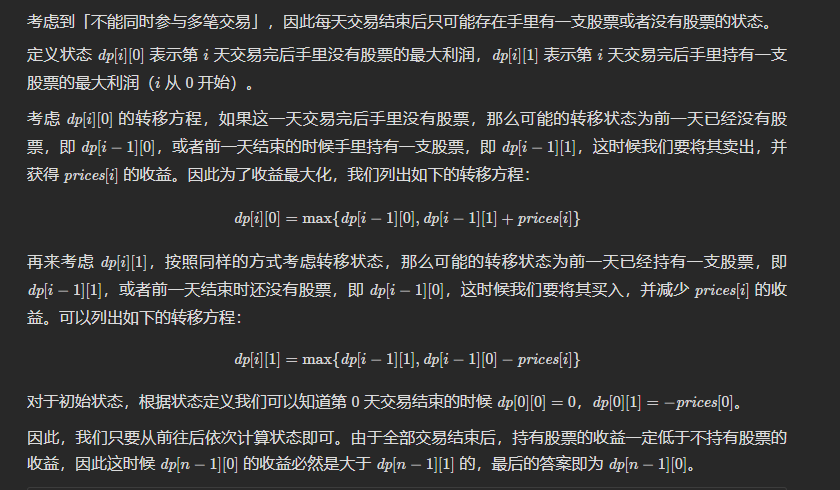 考虑到「不能同时参与多笔交易」，因此每天交易结束后只可能存在手里有一支股票或者没有股票的状态。
定义状态 dp[i][0] 表示第 i 天交易完后手里没有股票的最大利润，dp[i][1] 表示第 i 天交易完后手里持有一支
股票的最大利润（i 从 0 开始）。
考虑 dp[i][0] 的转移方程，如果这一天交易完后手里没有股票，那么可能的转移状态为前一天已经没有股
票，即 dp[i − 1][0]，或者前一天结束的时候手里持有一支股票，即 dp[i − 1][1]，这时候我们要将其卖出，并
获得 prices[i] 的收益。因此为了收益最大化，我们列出如下的转移方程：
dp[i][0] = max{dp[i − 1][0], dp[i − 1][1] + prices[i]}
再来考虑 dp[i][1]，按照同样的方式考虑转移状态，那么可能的转移状态为前一天已经持有一支股票，即
dp[i − 1][1]，或者前一天结束时还没有股票，即 dp[i − 1][0]，这时候我们要将其买入，并减少 prices[i] 的收
益。可以列出如下的转移方程：
dp[i][1] = max{dp[i − 1][1], dp[i − 1][0] − prices[i]}
对于初始状态，根据状态定义我们可以知道第 0 天交易结束的时候 dp[0][0] = 0，dp[0][1] = −prices[0]。
因此，我们只要从前往后依次计算状态即可。由于全部交易结束后，持有股票的收益一定低于不持有股票的
收益，因此这时候 dp[n − 1][0] 的收益必然是大于 dp[n − 1][1] 的，最后的答案即为 dp[n − 1][0]。